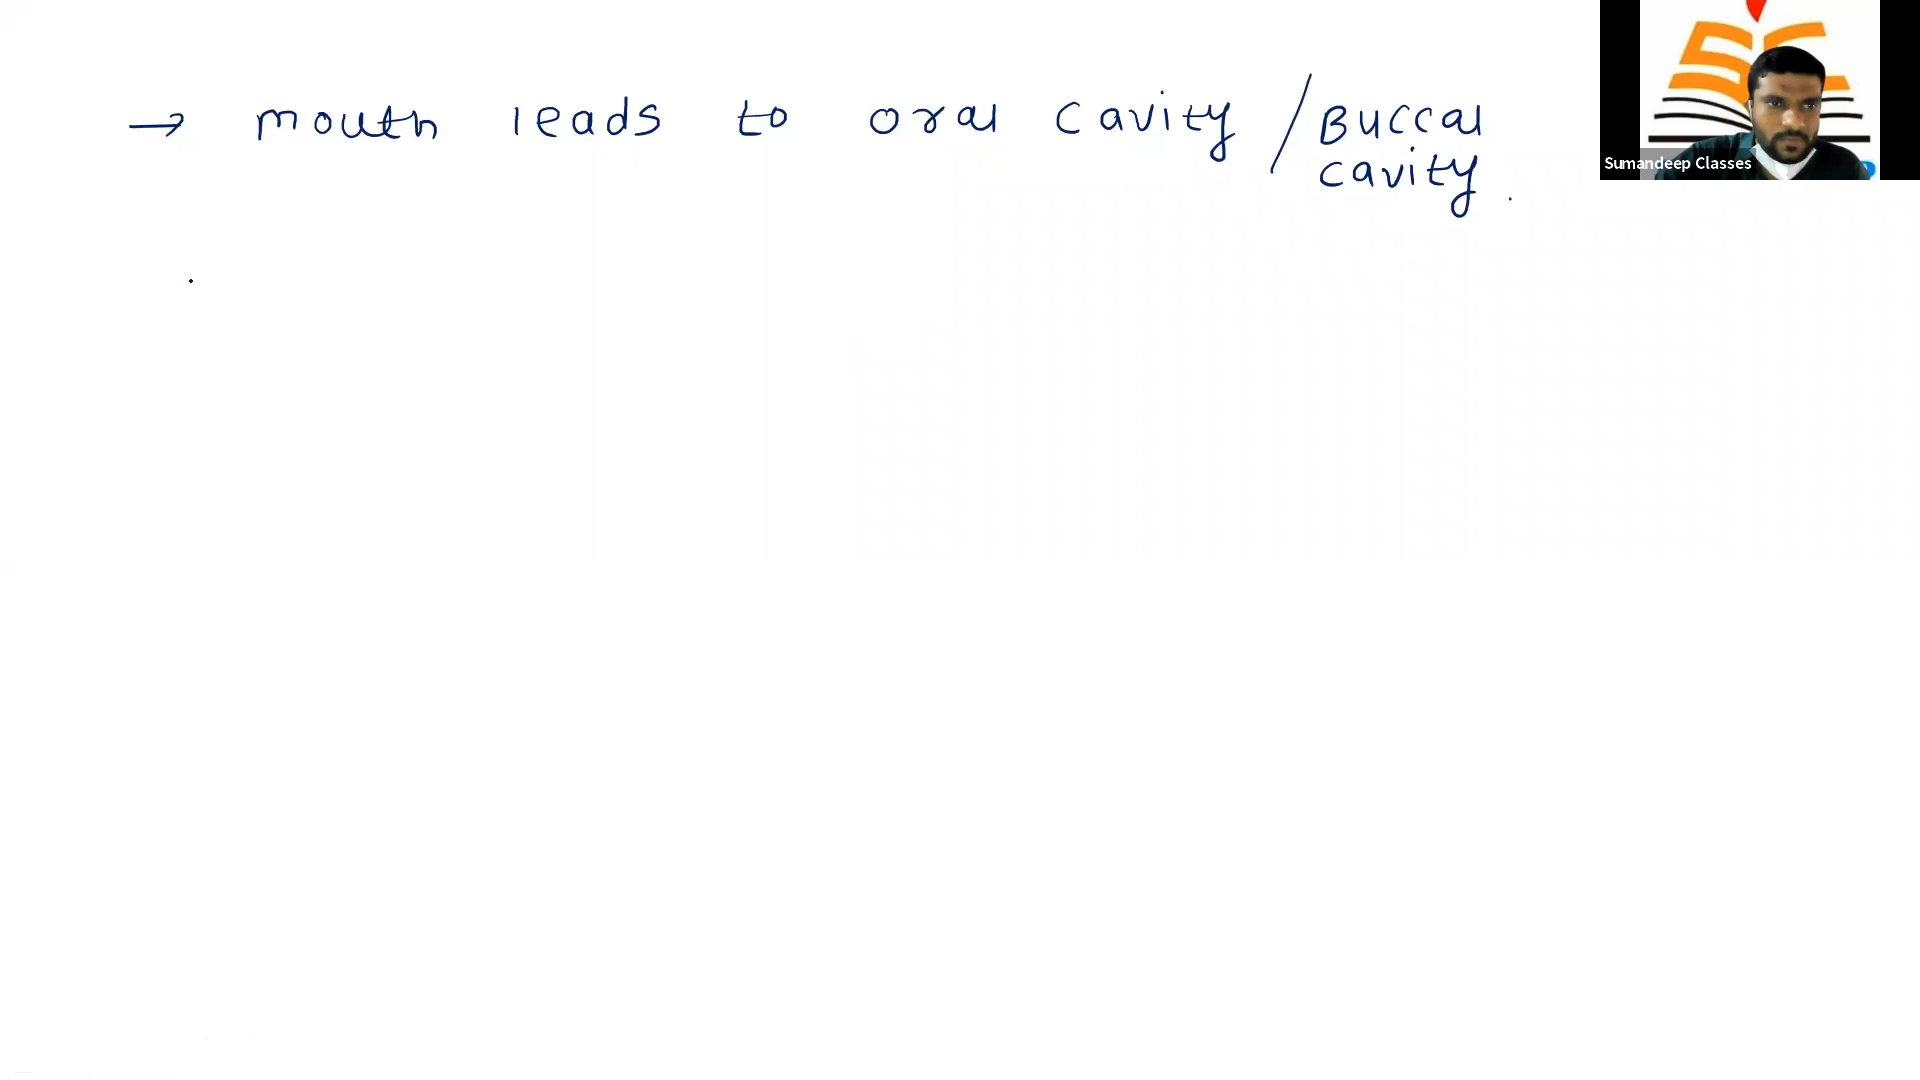 → mouth leads to oral cavity / Buccal
cavity.
Sumandeep Classes